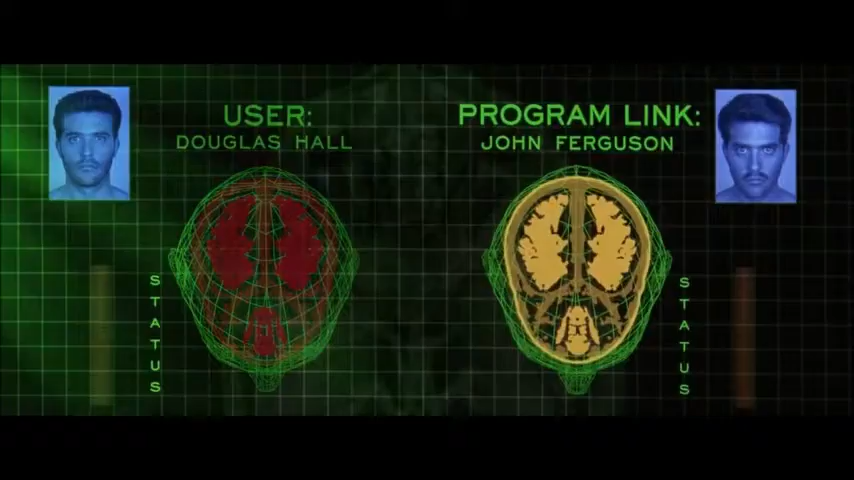 USER:
DOUGLAS HALL
PROGRAM LINK:
JOHN FERGUSON
STATUS
STATUS